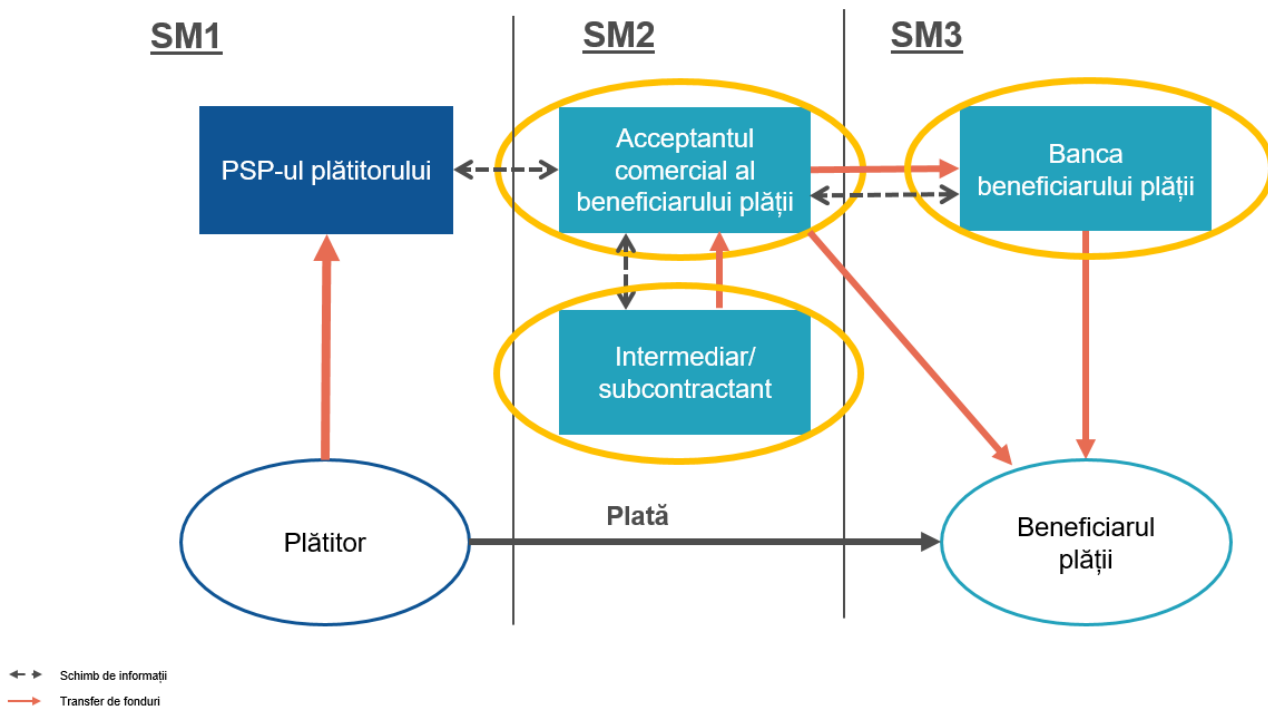 SM1
SM2
SM3
PSP-ul plătitorului
Acceptantul
comercial al
beneficiarului plății
Banca
beneficiarului plății
Intermediar/
subcontractant
Plată
Plătitor
Beneficiarul
plății
Schimb de informații
Transfer de fonduri